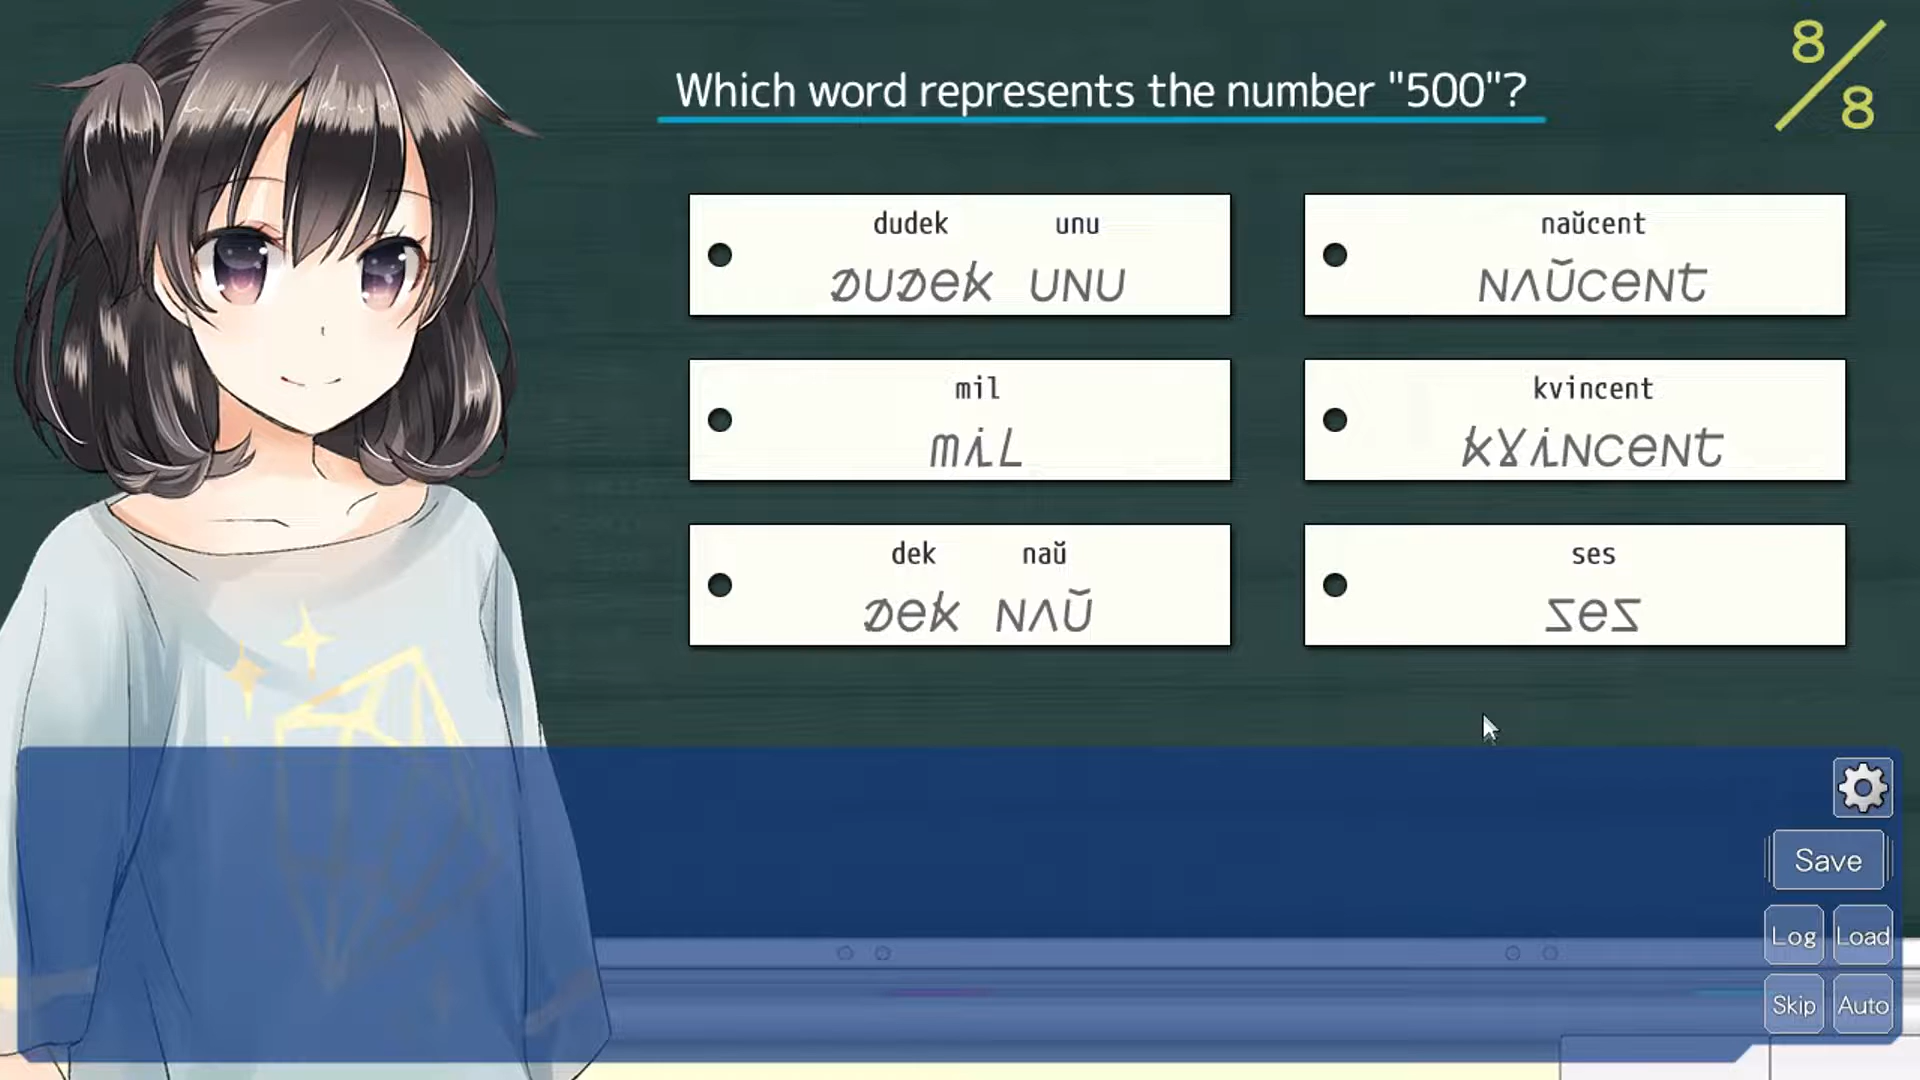 Which word represents the number "500"?
8/8
dudek unu
dudek unu
naŭcent
naŭcent
mil
mil
kvincent
kvincent
dek naŭ
dek naŭ
ses
ses
Save
Log Load
Skip Auto